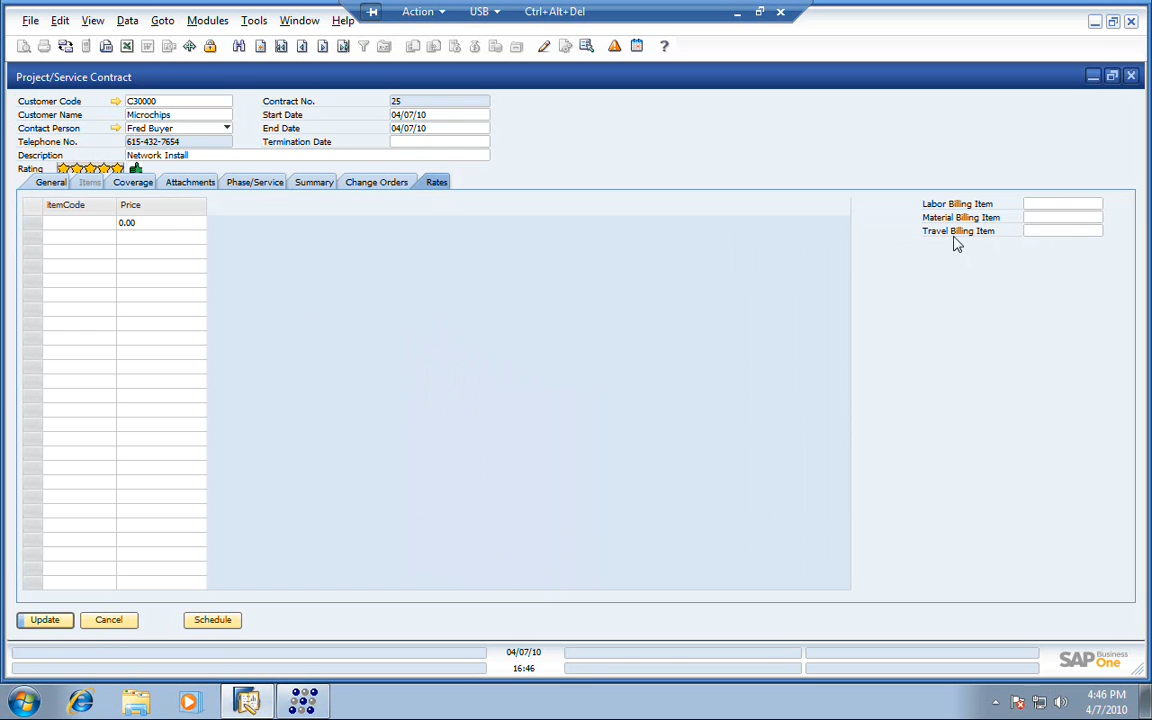 Action USB Ctrl+Alt+Del
File Edit View Data Goto Modules Tools Window Help
Project/Service Contract
Customer Code C30000 Contract No. 25
Customer Name Microchips Start Date 04/07/10
Contact Person Fred Buyer End Date 04/07/10
Telephone No. 615-432-7654 Termination Date
Description Network Install
Rating
General Items Coverage Attachments Phase/Service Summary Change Orders Rates
ItemCode Price Labor Billing Item
0.00 Material Billing Item
Travel Billing Item
Update Cancel Schedule
04/07/10
16:46
SAP Business One
4:46 PM
4/7/2010